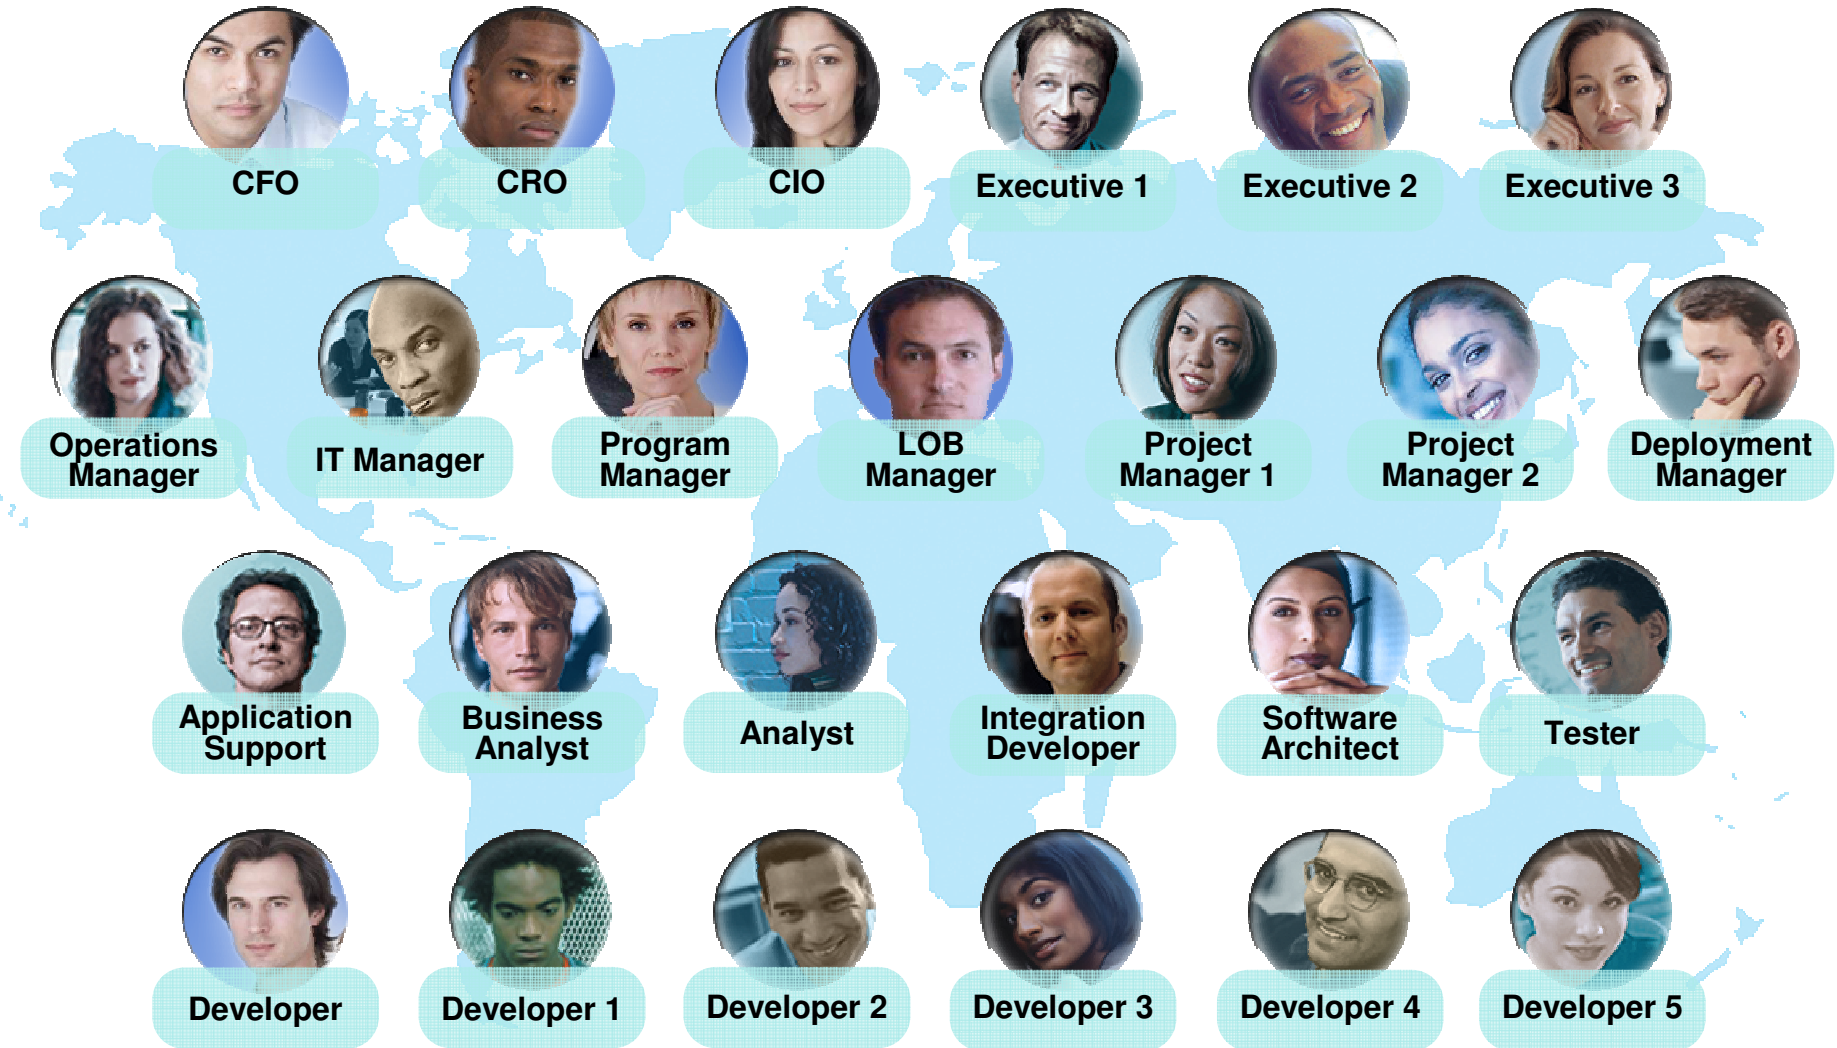 CFO
CRO
CIO
Executive 1
Executive 2
Executive 3
Operations
Manager
IT Manager
Program
Manager
LOB
Manager
Project
Manager 1
Project
Manager 2
Deployment
Manager
Application
Support
Business
Analyst
Analyst
Integration
Developer
Software
Architect
Tester
Developer
Developer 1
Developer 2
Developer 3
Developer 4
Developer 5